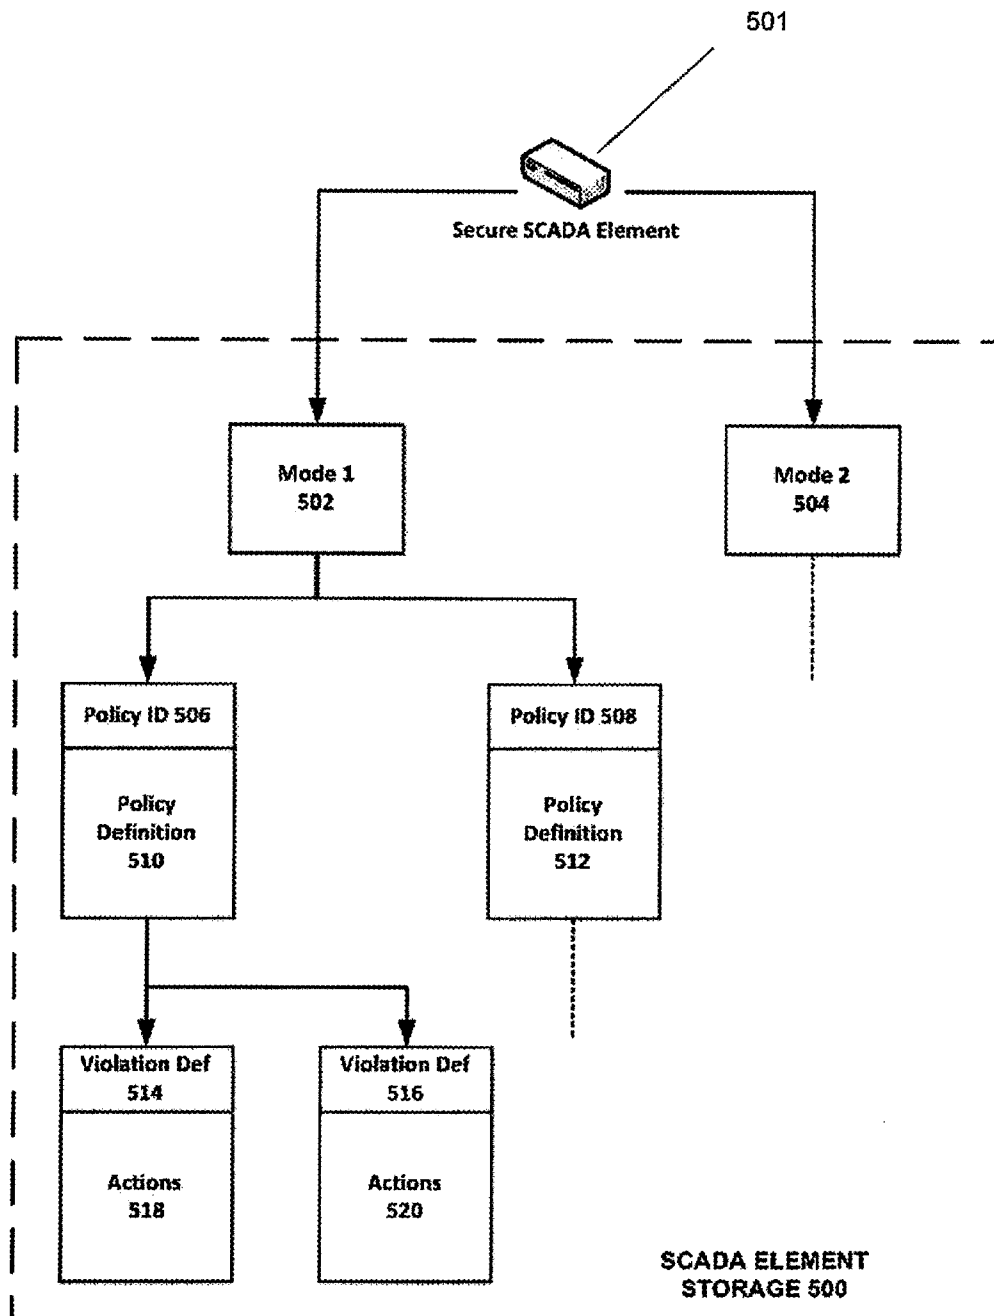 501
Secure SCADA Element
Mode 1
502
Mode 2
504
Policy ID 506
Policy
Definition
510
Policy ID 508
Policy
Definition
512
Violation Def
514
Actions
518
Violation Def
516
Actions
520
SCADA ELEMENT
STORAGE 500